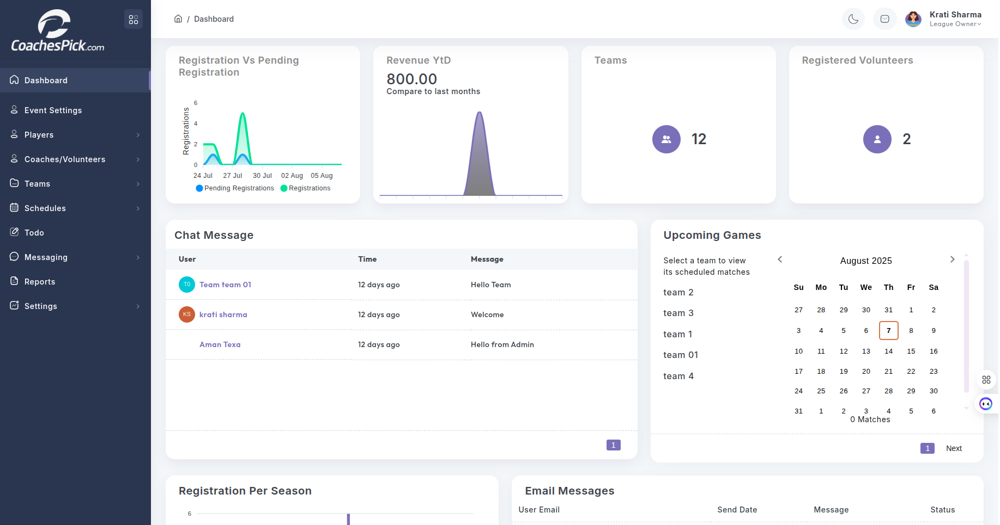 CoachesPick.com
Dashboard
Event Settings
Players
Coaches/Volunteers
Teams
Schedules
Todo
Messaging
Reports
Settings
/ Dashboard
Krati Sharma
League Owner
Registration Vs Pending
Registration
Registrations
6
4
2
0
24 Jul 27 Jul 30 Jul 02 Aug 05 Aug
Pending Registrations Registrations
Revenue YtD
800.00
Compare to last months
Teams
12
Registered Volunteers
2
Chat Message
User Time Message
T0 Team team 01 12 days ago Hello Team
KS krati sharma 12 days ago Welcome
Aman Texa 12 days ago Hello from Admin
1
Upcoming Games
Select a team to view
its scheduled matches
team 2
team 3
team 1
team 01
team 4
August 2025
Su Mo Tu We Th Fr Sa
27 28 29 30 31 1 2
3 4 5 6 7 8 9
10 11 12 13 14 15 16
17 18 19 20 21 22 23
24 25 26 27 28 29 30
31 1 2 3 4 5 6
0 Matches
1 Next
Registration Per Season
6
Email Messages
User Email Send Date Message Status